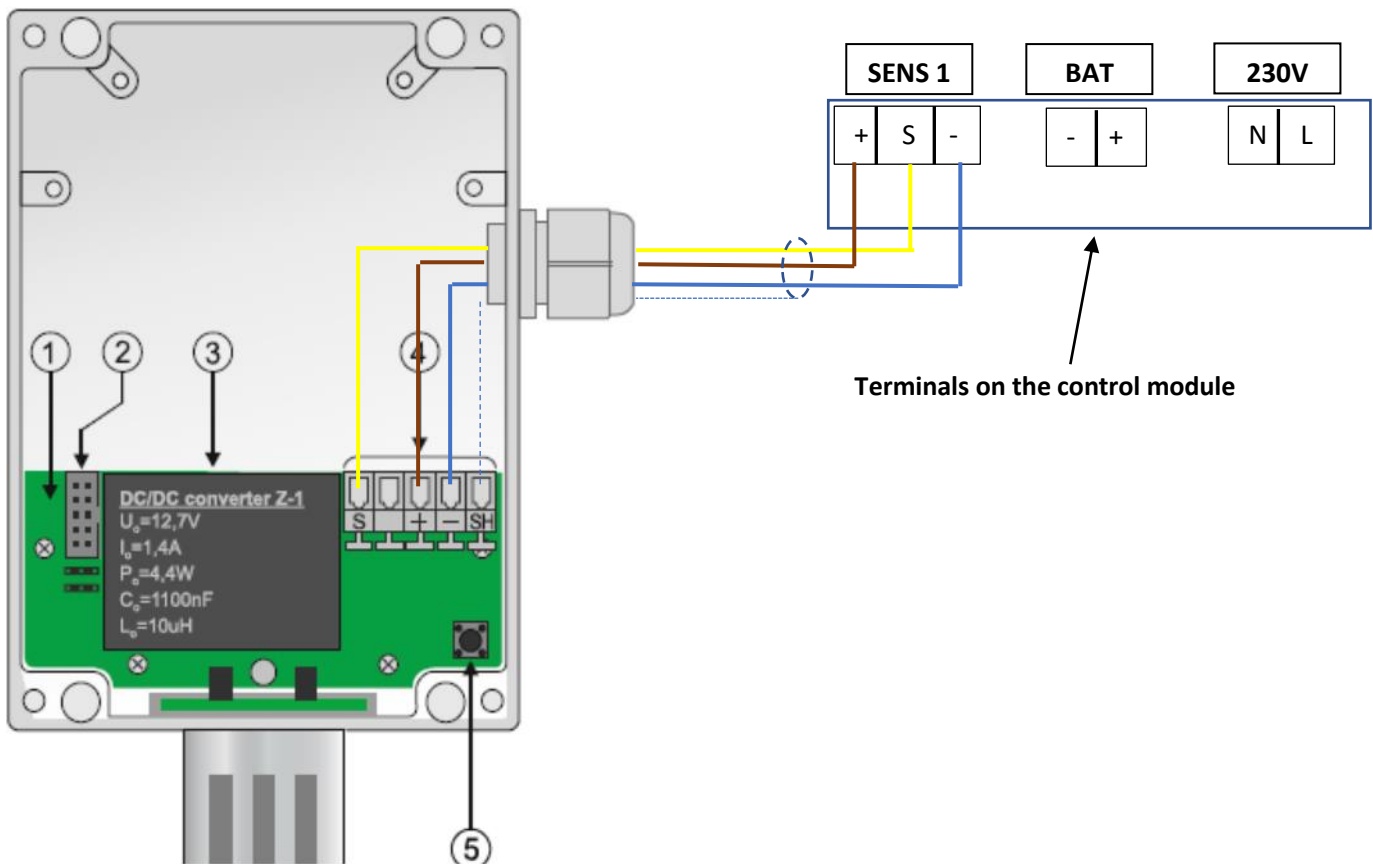 SENS 1
BAT
230V
+ S -
- +
N L
Terminals on the control module
1
2
3
4
DC/DC converter Z-1
Uo=12,7V
Io=1,4A
Po=4,4W
Co=1100nF
Lo=10uH
S + − SH
5